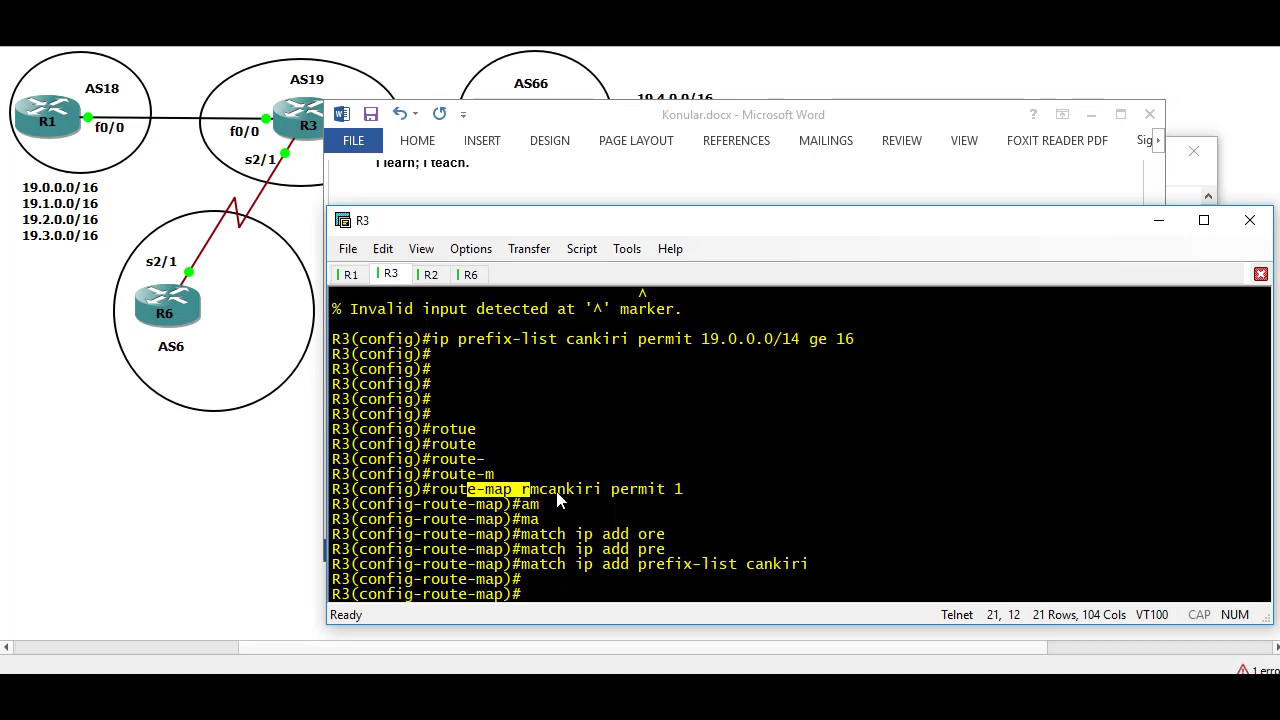 AS18
AS19
AS66
19.4.0.0/16
R1
f0/0
f0/0
R3
s2/1
19.0.0.0/16
19.1.0.0/16
19.2.0.0/16
19.3.0.0/16
s2/1
R6
AS6
Konular.docx - Microsoft Word
?
FILE HOME INSERT DESIGN PAGE LAYOUT REFERENCES MAILINGS REVIEW VIEW FOXIT READER PDF Sig
I learn; I teach.
R3
File Edit View Options Transfer Script Tools Help
R1 R3 R2 R6
^
% Invalid input detected at '^' marker.
R3(config)#ip prefix-list cankiri permit 19.0.0.0/14 ge 16
R3(config)#
R3(config)#
R3(config)#
R3(config)#
R3(config)#
R3(config)#rotue
R3(config)#route
R3(config)#route-
R3(config)#route-m
R3(config)#route-map rmcankiri permit 1
R3(config-route-map)#am
R3(config-route-map)#ma
R3(config-route-map)#match ip add ore
R3(config-route-map)#match ip add pre
R3(config-route-map)#match ip add prefix-list cankiri
R3(config-route-map)#
R3(config-route-map)#
Ready Telnet 21, 12 21 Rows, 104 Cols VT100 CAP NUM
1 erro